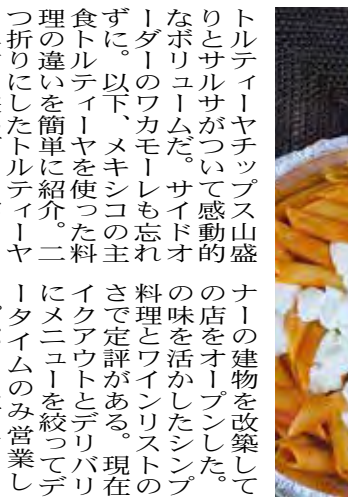 トルティーヤチップス山盛
りとサルサがついて感動的
なボリュームだ。サイドオ
ーダーのワカモーレも忘れ
ずに。以下、メキシコの主
食トルティーヤを使った料
理の違いを簡単に紹介。二
つ折りにしたトルティーヤ
ナーの建物を改築して
の店をオープンした。
の味を活かしたシンプ
料理とワインリストの
さで定評がある。現在
イクアウトとデリバリ
にメニューを絞ってデ
ータイムのみ営業し